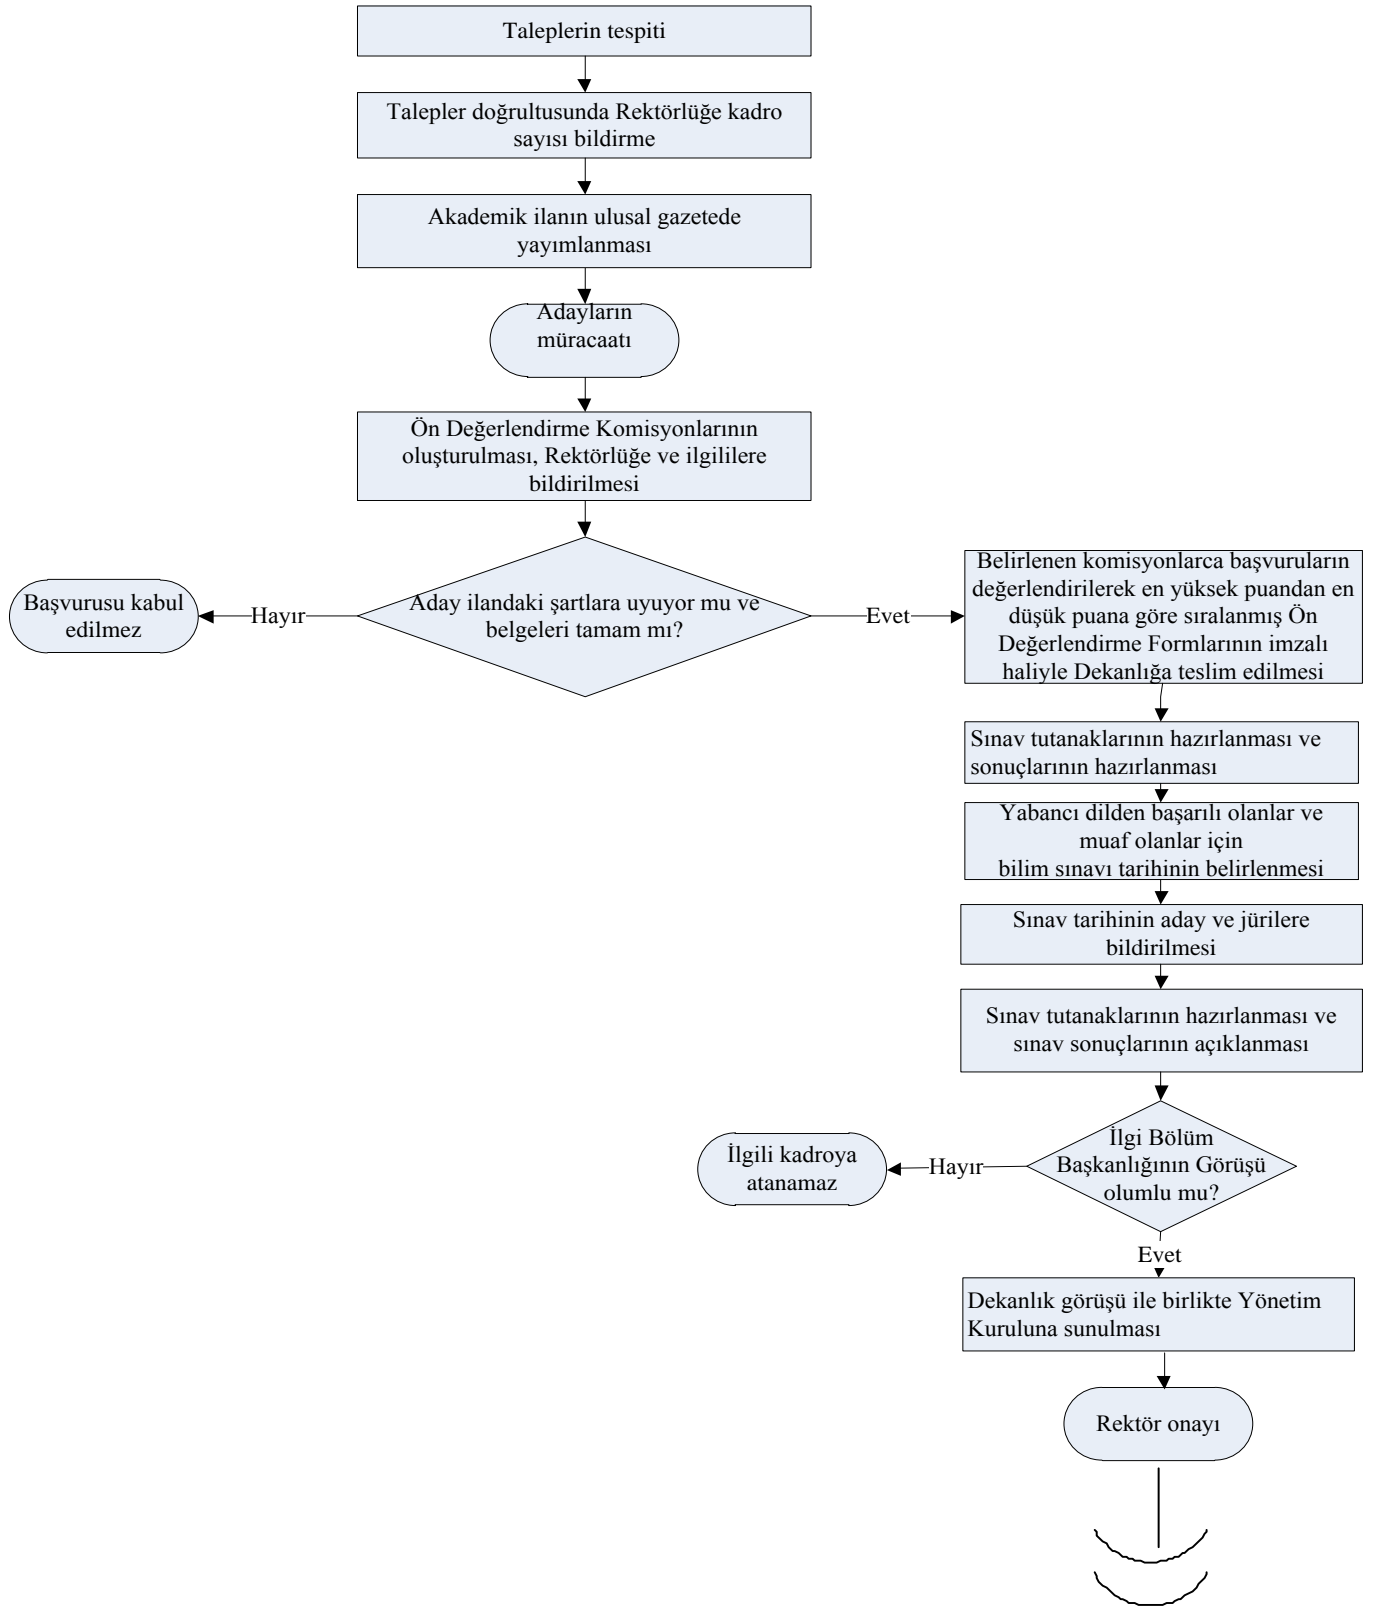 Taleplerin tespiti
Talepler doğrultusunda Rektörlüğe kadro
sayısı bildirme
Akademik ilanın ulusal gazetede
yayımlanması
Adayların
müracaatı
Ön Değerlendirme Komisyonlarının
oluşturulması, Rektörlüğe ve ilgililere
bildirilmesi
Aday ilandaki şartlara uyuyor mu ve
belgeleri tamam mı?
Hayır
Başvurusu kabul
edilmez
Evet
Belirlenen komisyonlarca başvuruların
değerlendirilerek en yüksek puandan en
düşük puana göre sıralanmış Ön
Değerlendirme Formlarının imzalı
haliyle Dekanlığa teslim edilmesi
Sınav tutanaklarının hazırlanması ve
sonuçlarının hazırlanması
Yabancı dilden başarılı olanlar ve
muaf olanlar için
bilim sınavı tarihinin belirlenmesi
Sınav tarihinin aday ve jürilere
bildirilmesi
Sınav tutanaklarının hazırlanması ve
sınav sonuçlarının açıklanması
İlgi Bölüm
Başkanlığının Görüşü
olumlu mu?
Hayır
İlgili kadroya
atanamaz
Evet
Dekanlık görüşü ile birlikte Yönetim
Kuruluna sunulması
Rektör onayı